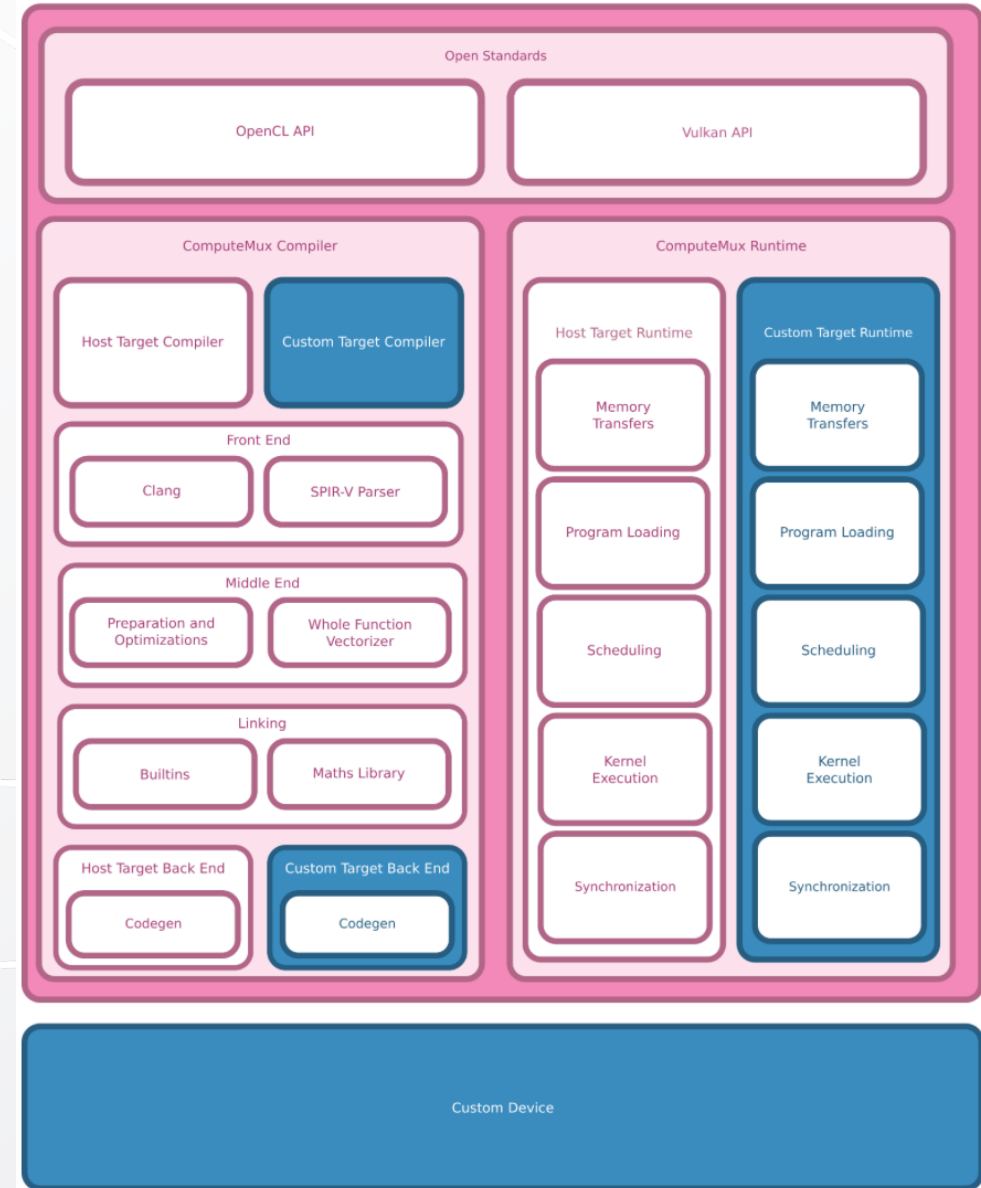 Open Standards
OpenCL API
Vulkan API
ComputeMux Compiler
Host Target Compiler
Custom Target Compiler
Front End
Clang
SPIR-V Parser
Middle End
Preparation and
Optimizations
Whole Function
Vectorizer
Linking
Builtins
Maths Library
Host Target Back End
Codegen
Custom Target Back End
Codegen
ComputeMux Runtime
Host Target Runtime
Memory
Transfers
Program Loading
Scheduling
Kernel
Execution
Synchronization
Custom Target Runtime
Memory
Transfers
Program Loading
Scheduling
Kernel
Execution
Synchronization
Custom Device